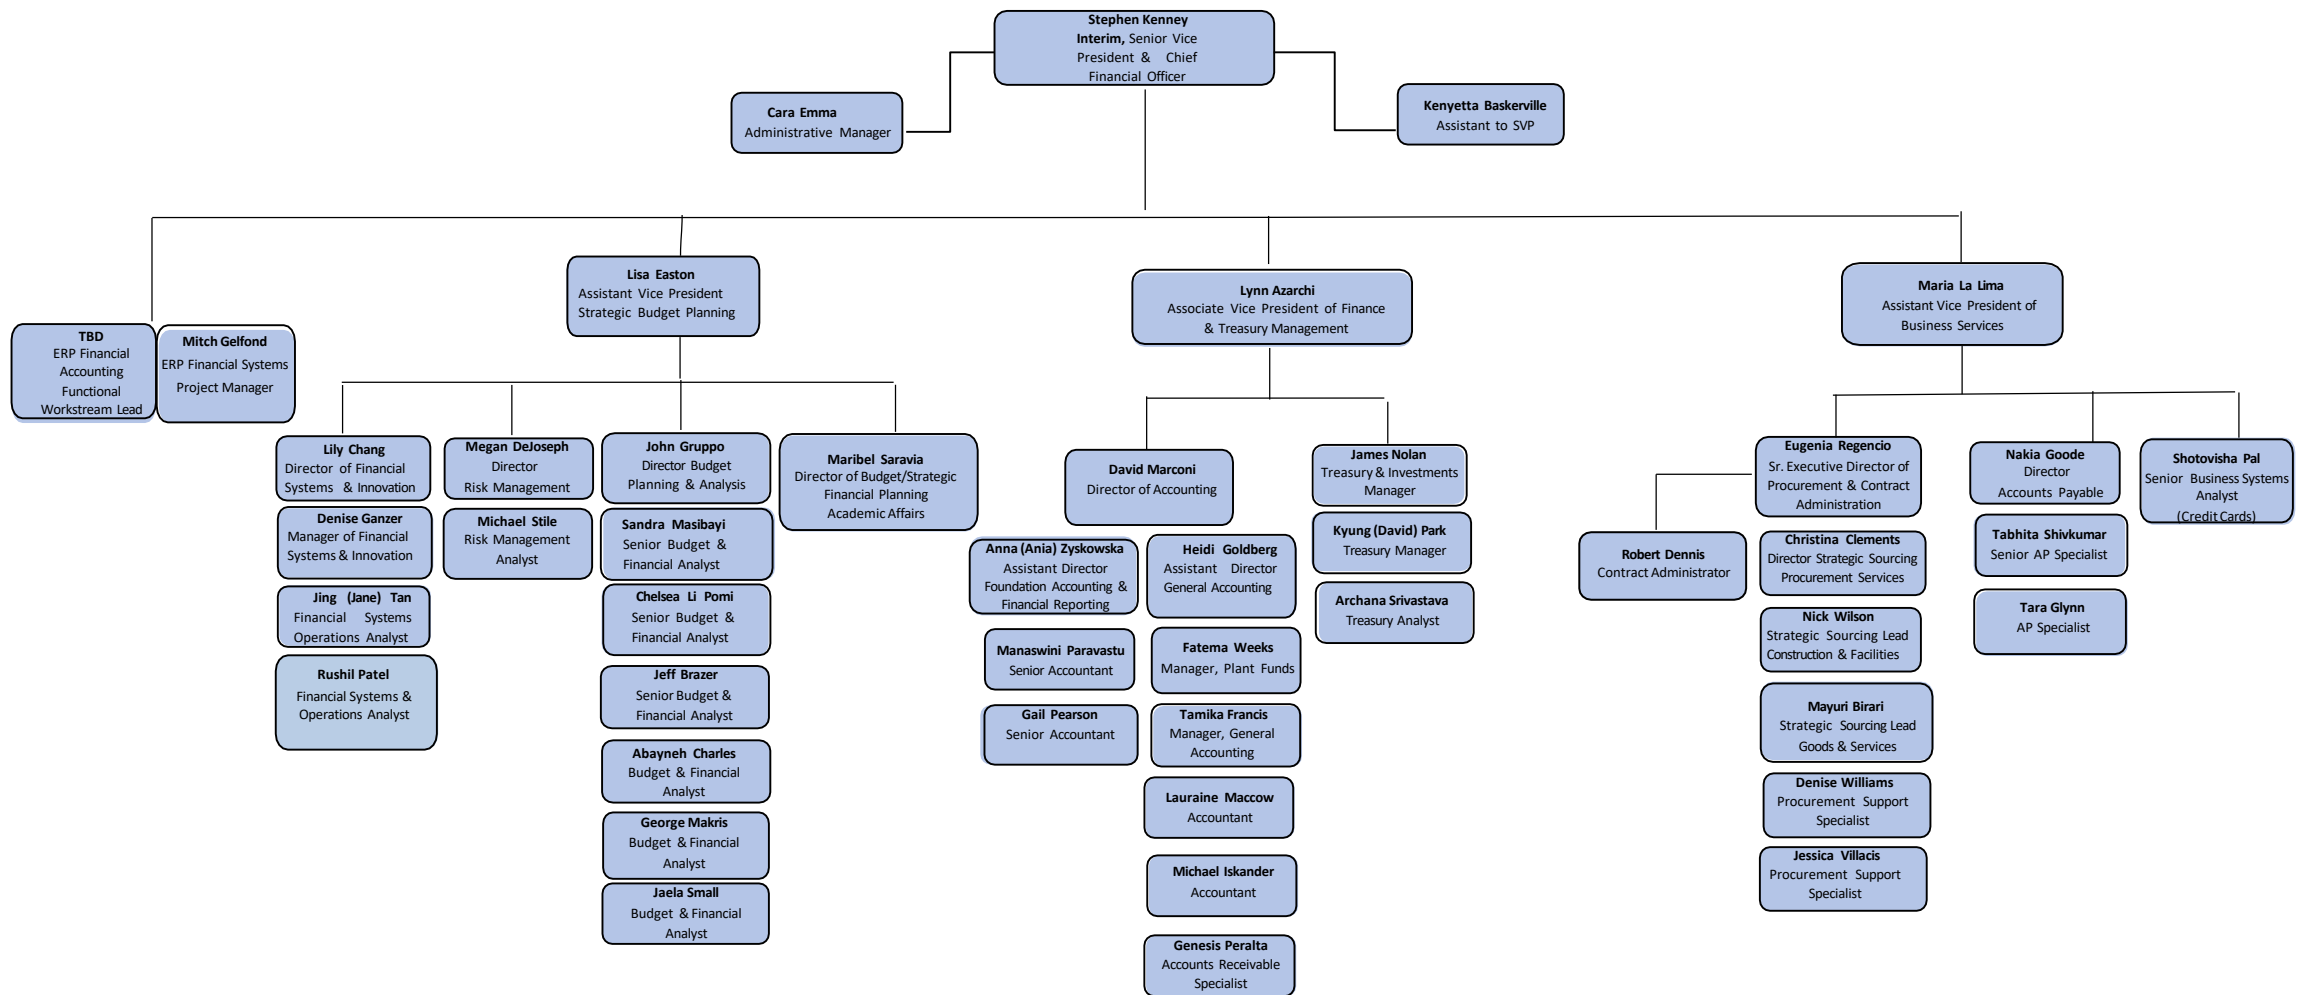 Stephen Kenney
Interim, Senior Vice
President & Chief
Financial Officer
Cara Emma
Administrative Manager
Kenyetta Baskerville
Assistant to SVP
TBD
ERP Financial
Accounting
Functional
Workstream Lead
Mitch Gelfond
ERP Financial Systems
Project Manager
Lisa Easton
Assistant Vice President
Strategic Budget Planning
Lynn Azarchi
Associate Vice President of Finance
& Treasury Management
Maria La Lima
Assistant Vice President of
Business Services
Lily Chang
Director of Financial
Systems & Innovation
Denise Ganzer
Manager of Financial
Systems & Innovation
Jing (Jane) Tan
Financial Systems
Operations Analyst
Rushil Patel
Financial Systems &
Operations Analyst
Megan DeJoseph
Director
Risk Management
Michael Stile
Risk Management
Analyst
John Gruppo
Director Budget
Planning & Analysis
Sandra Masibayi
Senior Budget &
Financial Analyst
Chelsea Li Pomi
Senior Budget &
Financial Analyst
Jeff Brazer
Senior Budget &
Financial Analyst
Abayneh Charles
Budget & Financial
Analyst
George Makris
Budget & Financial
Analyst
Jaela Small
Budget & Financial
Analyst
Maribel Saravia
Director of Budget/Strategic
Financial Planning
Academic Affairs
David Marconi
Director of Accounting
Anna (Ania) Zyskowska
Assistant Director
Foundation Accounting &
Financial Reporting
Manaswini Paravastu
Senior Accountant
Gail Pearson
Senior Accountant
Heidi Goldberg
Assistant Director
General Accounting
Fatema Weeks
Manager, Plant Funds
Tamika Francis
Manager, General
Accounting
Lauraine Maccow
Accountant
Michael Iskander
Accountant
Genesis Peralta
Accounts Receivable
Specialist
James Nolan
Treasury & Investments
Manager
Kyung (David) Park
Treasury Manager
Archana Srivastava
Treasury Analyst
Eugenia Regencio
Sr. Executive Director of
Procurement & Contract
Administration
Robert Dennis
Contract Administrator
Christina Clements
Director Strategic Sourcing
Procurement Services
Nick Wilson
Strategic Sourcing Lead
Construction & Facilities
Mayuri Birari
Strategic Sourcing Lead
Goods & Services
Denise Williams
Procurement Support
Specialist
Jessica Villacis
Procurement Support
Specialist
Nakia Goode
Director
Accounts Payable
Tabhita Shivkumar
Senior AP Specialist
Tara Glynn
AP Specialist
Shotovisha Pal
Senior Business Systems
Analyst
(Credit Cards)